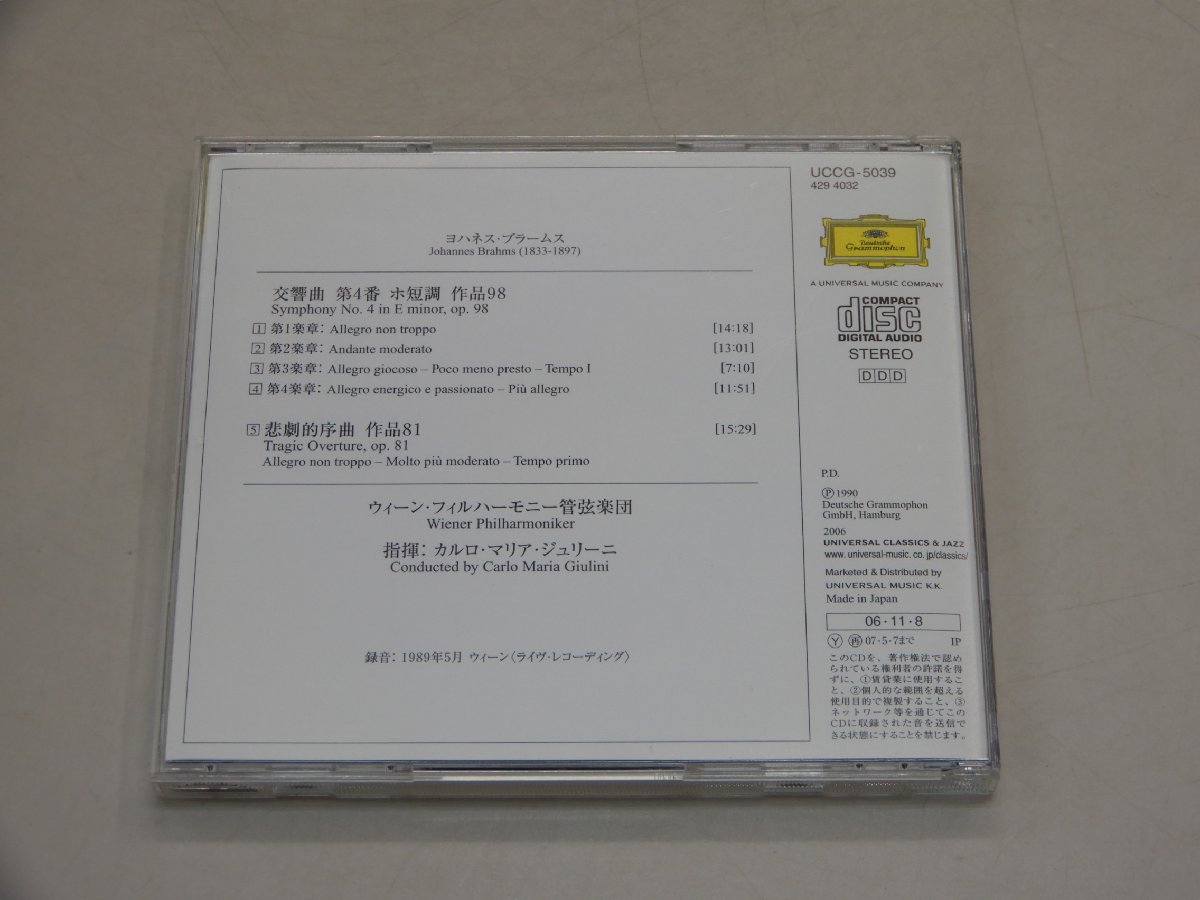 ヨハネス・ブラームス
Johannes Brahms (1833-1897)
交響曲 第4番 ホ短調 作品98
Symphony No. 4 in E minor, op. 98
1 第1楽章: Allegro non troppo [14:18]
2 第2楽章: Andante moderato [13:01]
3 第3楽章: Allegro giocoso – Poco meno presto – Tempo I [7:10]
4 第4楽章: Allegro energico e passionato – Più allegro [11:51]
5 悲劇的序曲 作品81 [15:29]
Tragic Overture, op. 81
Allegro non troppo – Molto più moderato – Tempo primo
ウィーン・フィルハーモニー管弦楽団
Wiener Philharmoniker
指揮: カルロ・マリア・ジュリーニ
Conducted by Carlo Maria Giulini
録音: 1989年5月 ウィーン〈ライヴ・レコーディング〉
UCCG-5039
429 4032
Deutsche
Grammophon
A UNIVERSAL MUSIC COMPANY
COMPACT
disc
DIGITAL AUDIO
STEREO
DDD
P.D.
Ⓟ 1990
Deutsche Grammophon
GmbH, Hamburg
2006
UNIVERSAL CLASSICS & JAZZ
www. universal-music. co. jp/classics/
Marketed & Distributed by
UNIVERSAL MUSIC K.K.
Made in Japan
06・11・8
Ⓨ 再 07・5・7まで IP
このCDを、著作権法で認め
られている権利者の許諾を得
ずに、①賃貸業に使用するこ
と、②個人的な範囲を超える
使用目的で複製すること、③
ネットワーク等を通じてこの
CDに収録された音を送信で
きる状態にすることを禁じます。